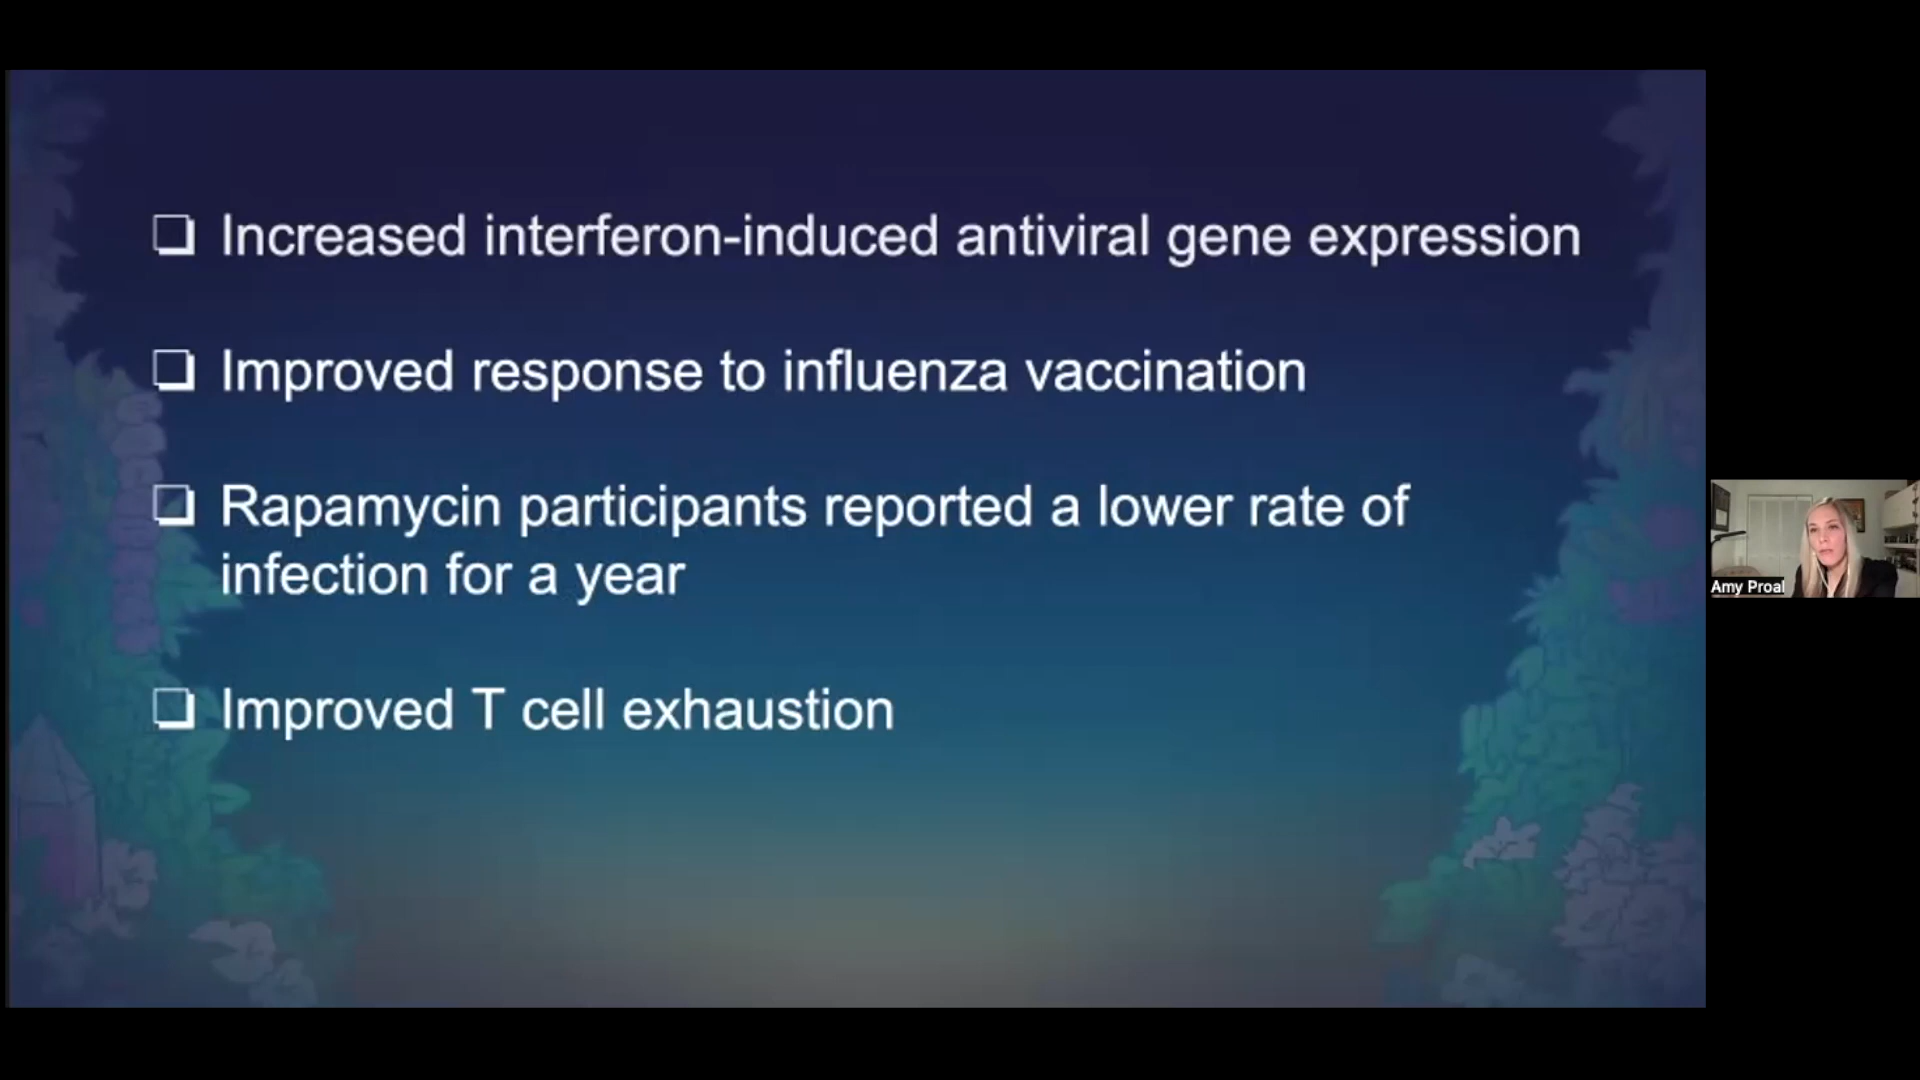 Increased interferon-induced antiviral gene expression
Improved response to influenza vaccination
Rapamycin participants reported a lower rate of
infection for a year
Improved T cell exhaustion
Amy Proal